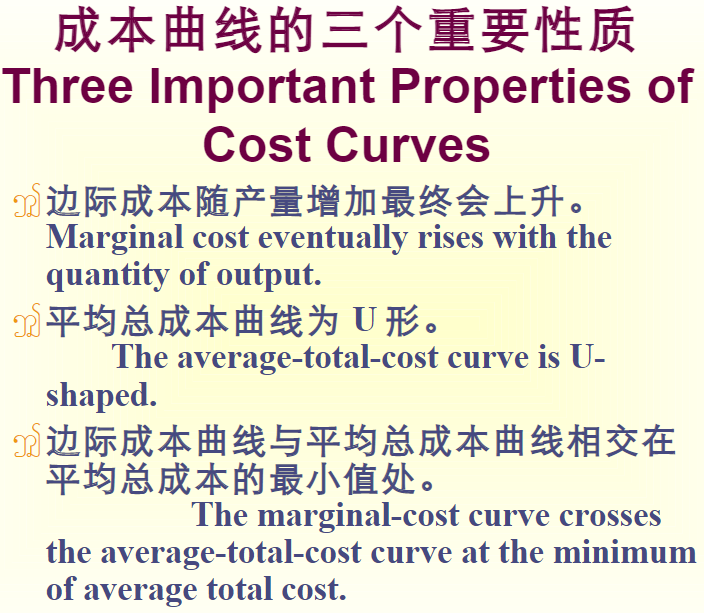 成本曲线的三个重要性质
Three Important Properties of
Cost Curves
边际成本随产量增加最终会上升。
Marginal cost eventually rises with the
quantity of output.
平均总成本曲线为 U 形。
The average-total-cost curve is U-
shaped.
边际成本曲线与平均总成本曲线相交在
平均总成本的最小值处。
The marginal-cost curve crosses
the average-total-cost curve at the minimum
of average total cost.